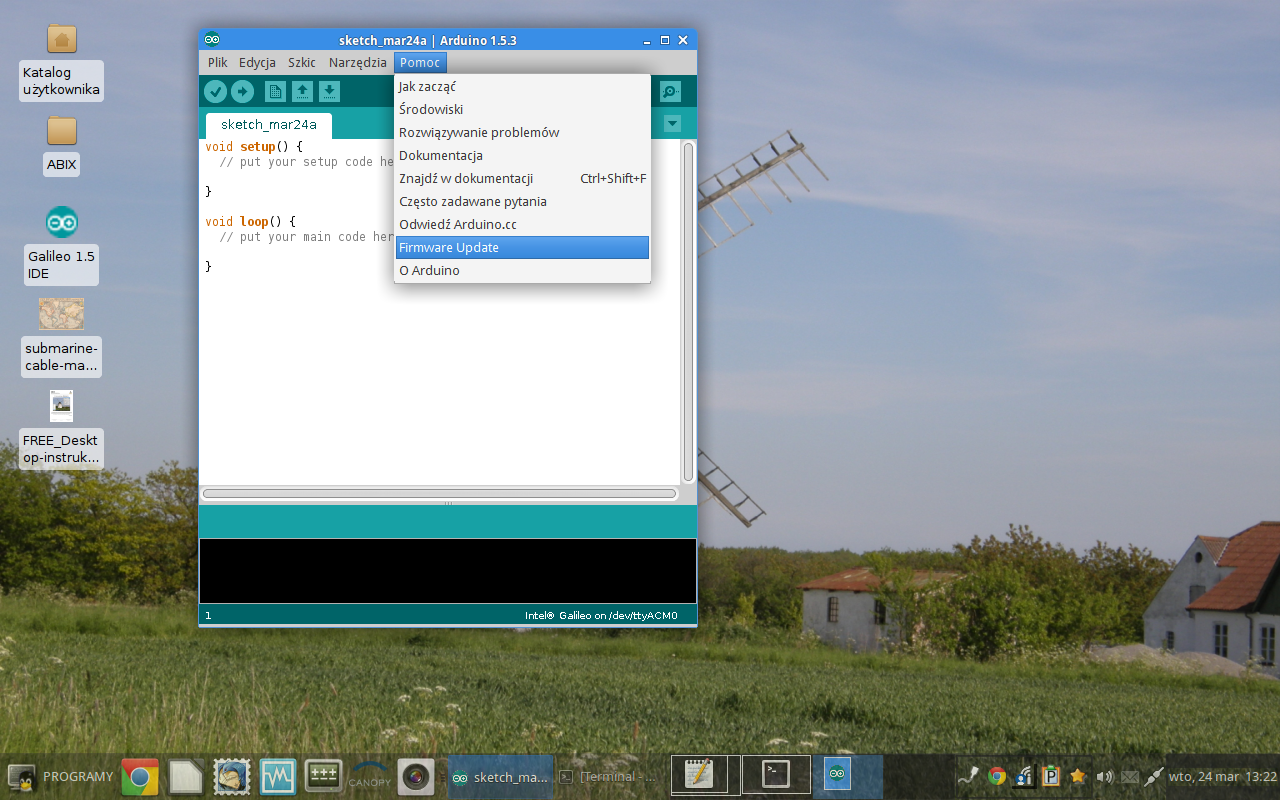 Katalog
użytkownika
ABIX
Galileo 1.5
IDE
submarine-
cable-ma...
FREE_Deskt
op-instruk...
sketch_mar24a | Arduino 1.5.3
Plik Edycja Szkic Narzędzia Pomoc
Jak zacząć
Środowiski
Rozwiązywanie problemów
Dokumentacja
Znajdź w dokumentacji Ctrl+Shift+F
Często zadawane pytania
Odwiedź Arduino.cc
Firmware Update
O Arduino
sketch_mar24a
void setup() {
// put your setup code he
}
void loop() {
// put your main code her
}
1 Intel® Galileo on /dev/ttyACM0
PROGRAMY CANOPY sketch_ma... [Terminal - ... wto, 24 mar 13:22